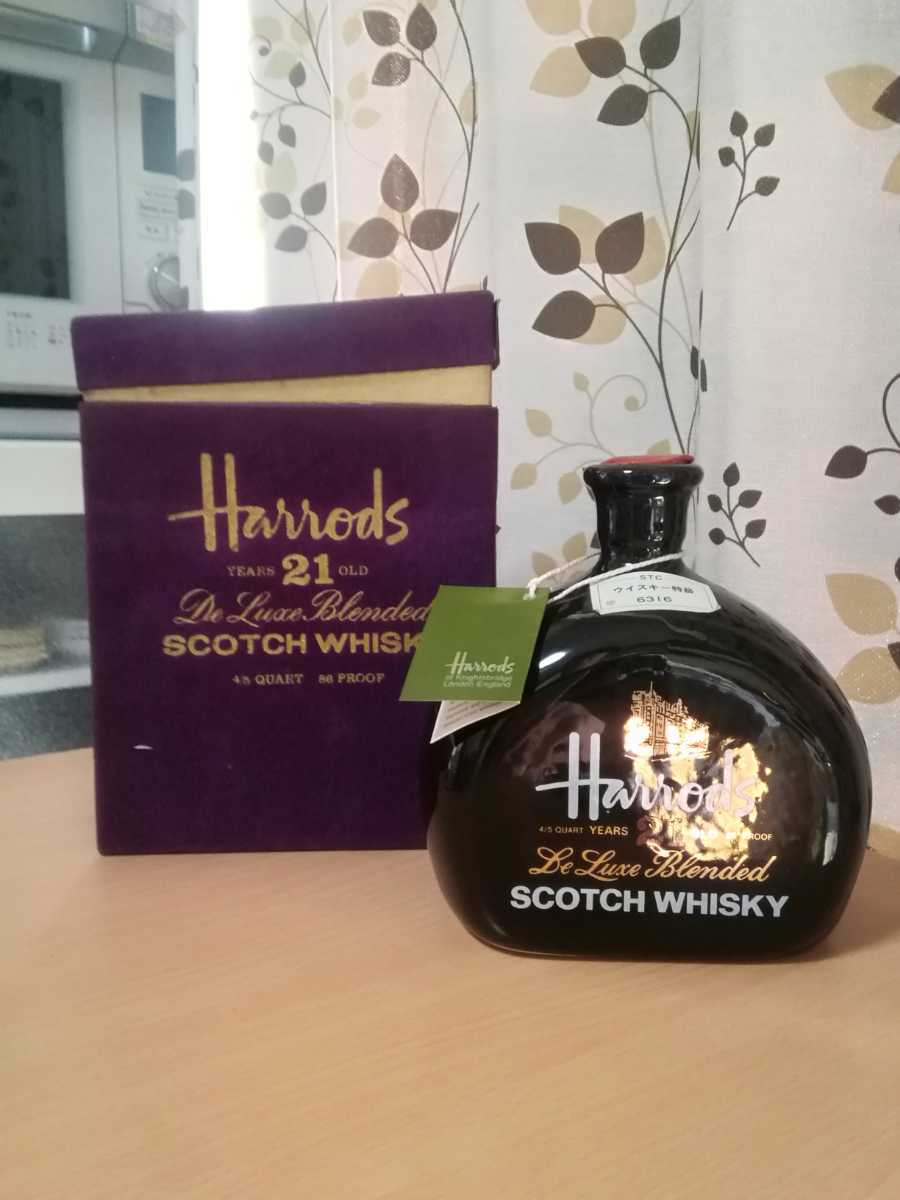 Harrods
YEARS 21 OLD
De Luxe Blended
SCOTCH WHISK
4/5 QUART 86 PROOF
Harrods
of Knightsbridge
London England
STC
ウイスキー特級
6316
Harrods
4/5 QUART YEARS 21 OLD PROOF
De Luxe Blended
SCOTCH WHISKY